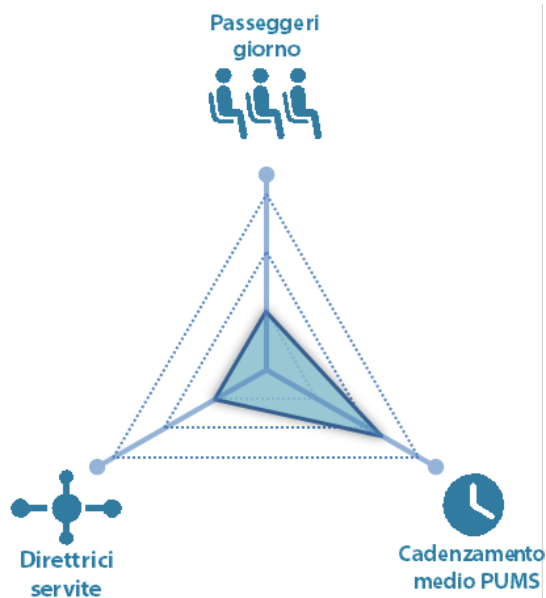 Passeggeri
giorno
Direttrici
servite
Cadenzamento
medio PUMS